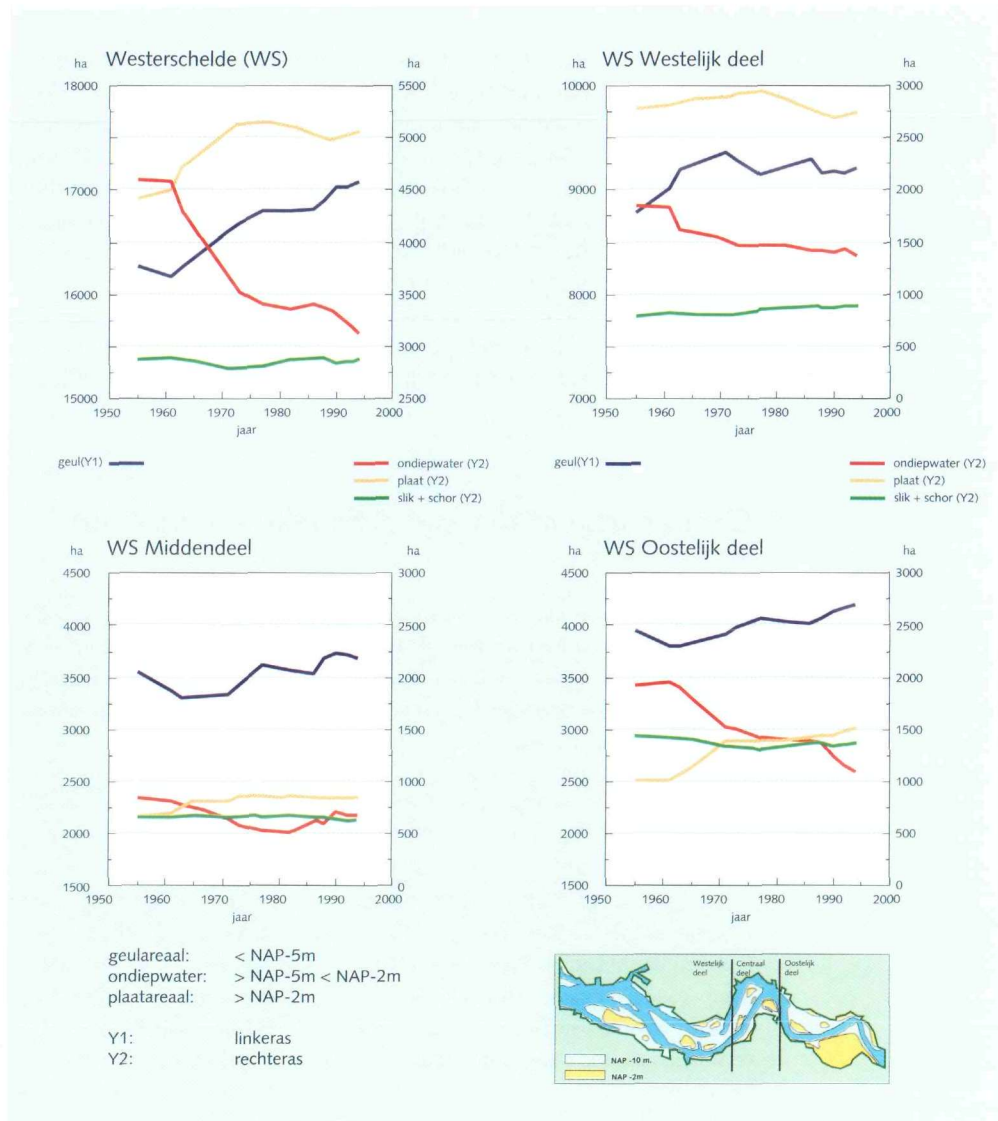 Westerschelde (WS)
ha
ha
18000
17000
16000
15000
5500
5000
4500
4000
3500
3000
2500
1950 1960 1970 1980 1990 2000
jaar
geul(Y1)
ondiepwater (Y2)
plaat (Y2)
slik + schor (Y2)
WS Westelijk deel
ha
ha
10000
9000
8000
7000
3000
2500
2000
1500
1000
500
0
1950 1960 1970 1980 1990 2000
jaar
geul(Y1)
ondiepwater (Y2)
plaat (Y2)
slik + schor (Y2)
WS Middendeel
ha
ha
4500
4000
3500
3000
2500
2000
1500
3000
2500
2000
1500
1000
500
0
1950 1960 1970 1980 1990 2000
jaar
WS Oostelijk deel
ha
ha
4500
4000
3500
3000
2500
2000
1500
3000
2500
2000
1500
1000
500
0
1950 1960 1970 1980 1990 2000
jaar
geulareaal: < NAP-5m
ondiepwater: > NAP-5m < NAP-2m
plaatareaal: > NAP-2m
Y1: linkeras
Y2: rechteras
Westelijk deel
Centraal deel
Oostelijk deel
NAP -10 m.
NAP -2m